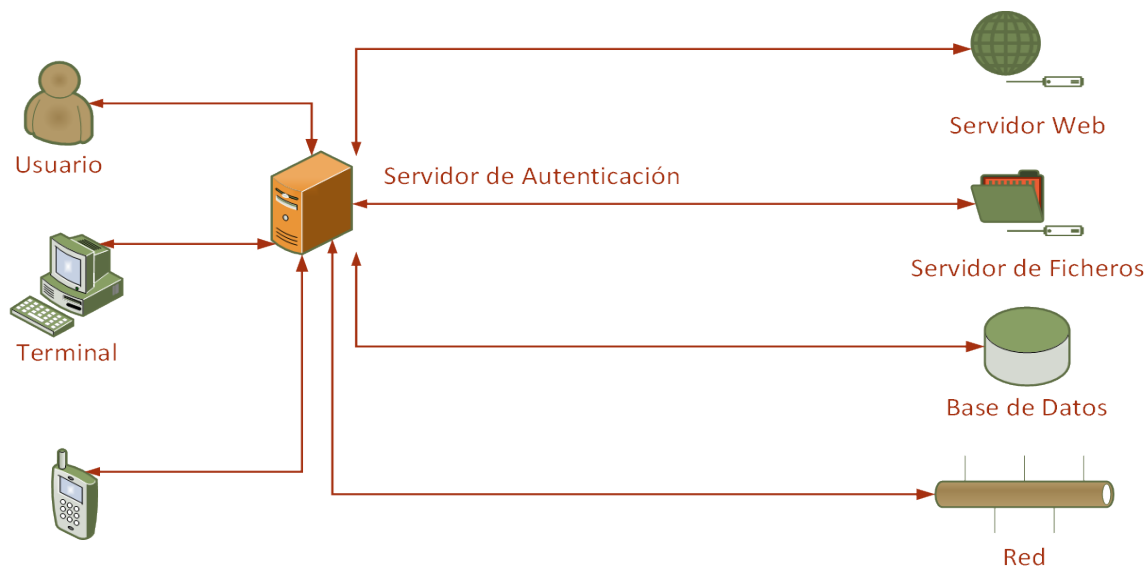 Servidor Web
Usuario
Servidor de Autenticación
Servidor de Ficheros
Terminal
Base de Datos
Red